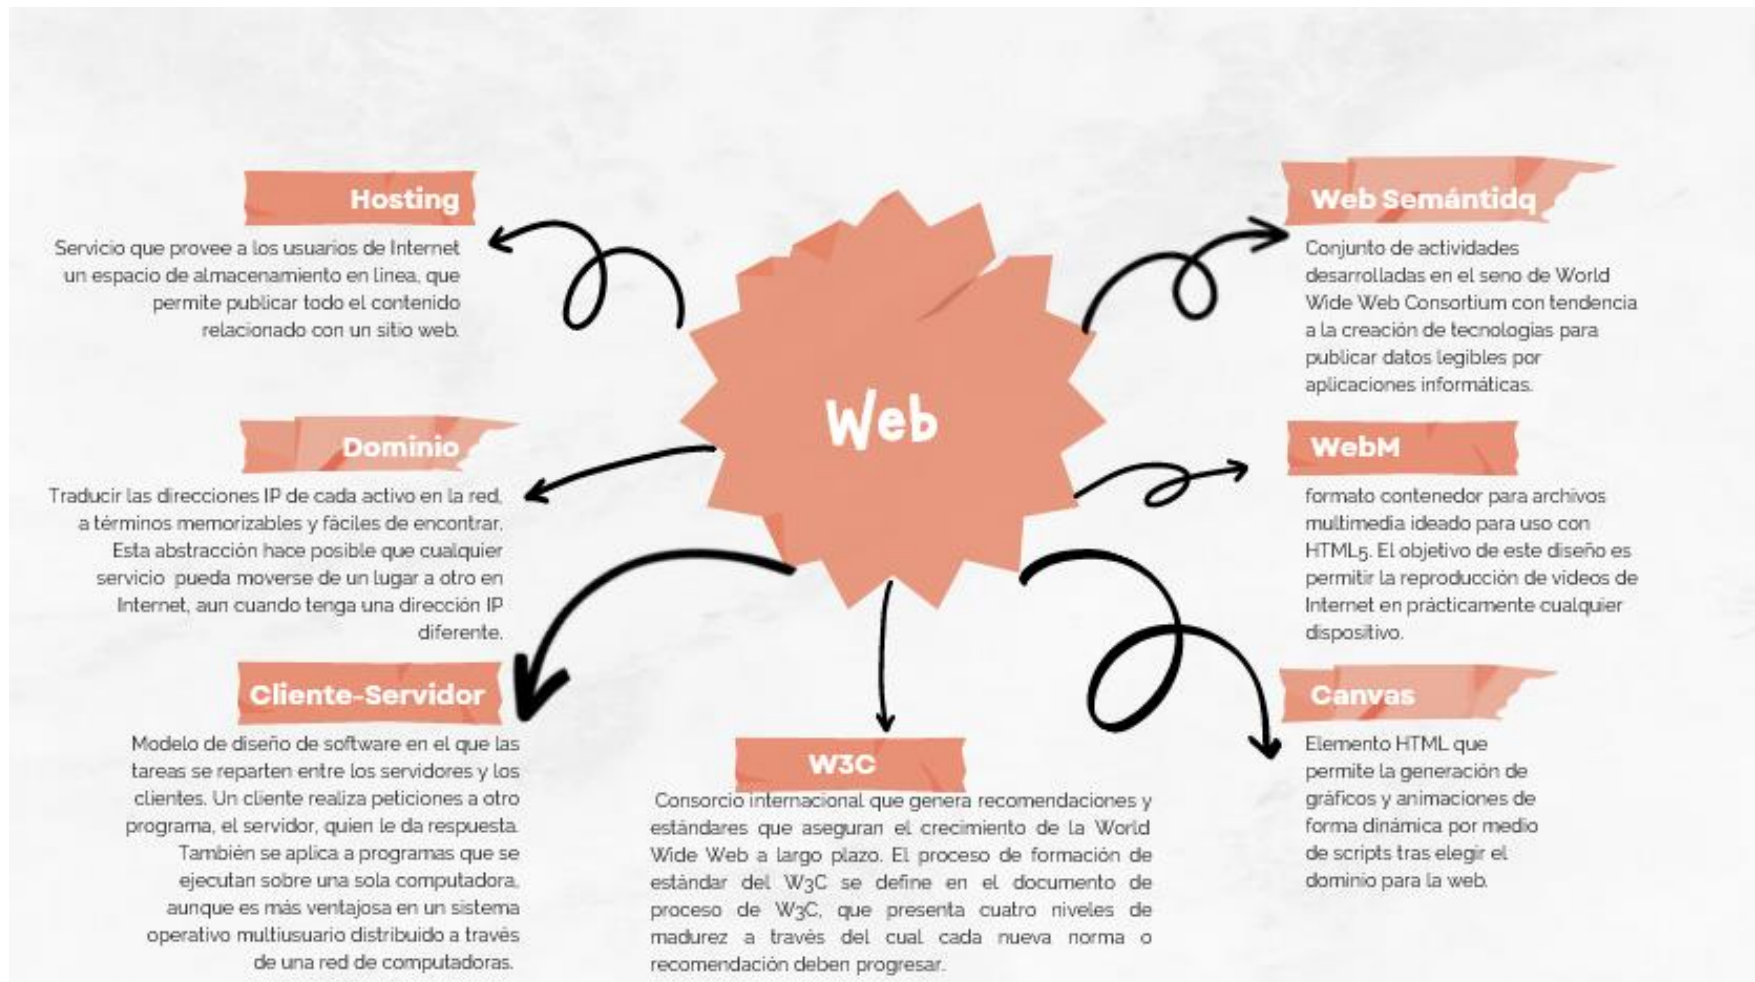 Web
Hosting
Servicio que provee a los usuarios de Internet
un espacio de almacenamiento en linea, que
permite publicar todo el contenido
relacionado con un sitio web.
Dominio
Traducir las direcciones IP de cada activo en la red,
a términos memorizables y fáciles de encontrar.
Esta abstracción hace posible que cualquier
servicio pueda moverse de un lugar a otro en
Internet, aun cuando tenga una dirección IP
diferente.
Cliente-Servidor
Modelo de diseño de software en el que las
tareas se reparten entre los servidores y los
clientes. Un cliente realiza peticiones a otro
programa, el servidor, quien le da respuesta.
También se aplica a programas que se
ejecutan sobre una sola computadora,
aunque es más ventajosa en un sistema
operativo multiusuario distribuido a través
de una red de computadoras.
W3C
Consorcio internacional que genera recomendaciones y
estándares que aseguran el crecimiento de la World
Wide Web a largo plazo. El proceso de formación de
estándar del W3C se define en el documento de
proceso de W3C, que presenta cuatro niveles de
madurez a través del cual cada nueva norma o
recomendación deben progresar.
Web Semántidq
Conjunto de actividades
desarrolladas en el seno de World
Wide Web Consortium con tendencia
a la creación de tecnologías para
publicar datos legibles por
aplicaciones informáticas.
WebM
formato contenedor para archivos
multimedia ideado para uso con
HTML5. El objetivo de este diseño es
permitir la reproducción de videos de
Internet en prácticamente cualquier
dispositivo.
Canvas
Elemento HTML que
permite la generación de
gráficos y animaciones de
forma dinámica por medio
de scripts tras elegir el
dominio para la web.